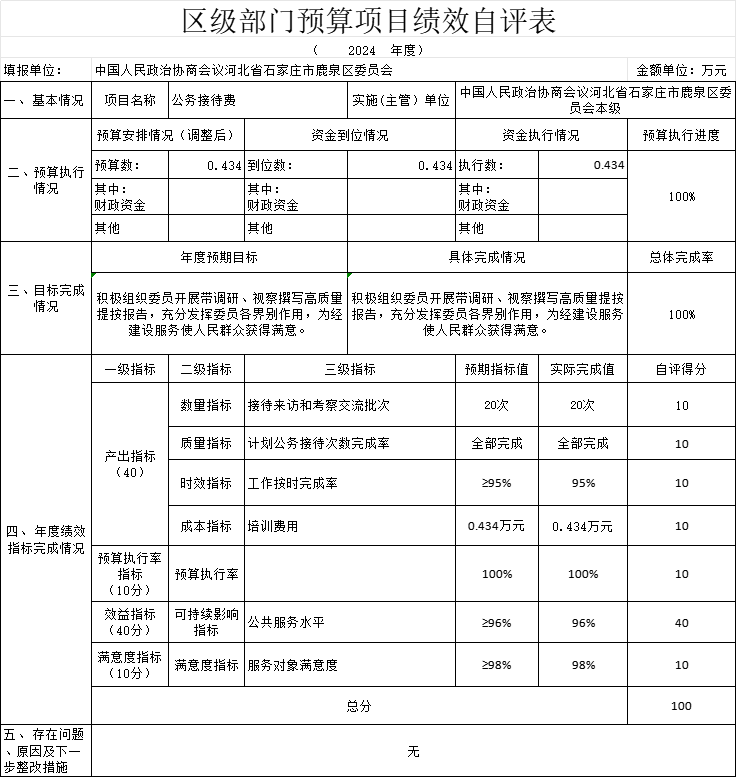 区级部门预算项目绩效自评表
（ 2024 年度）
填报单位： 中国人民政治协商会议河北省石家庄市鹿泉区委员会 金额单位：万元
一、基本情况 项目名称 公务接待费 实施(主管）单位 中国人民政治协商会议河北省石家庄市鹿泉区委
员会本级
二、预算执行
情况
预算安排情况（调整后） 资金到位情况 资金执行情况 预算执行进度
预算数： 0.434 到位数： 0.434 执行数： 0.434
100%
其中： 其中： 其中：
财政资金 财政资金 财政资金
其他 其他 其他
三、目标完成
情况
年度预期目标 具体完成情况 总体完成率
积极组织委员开展带调研、视察撰写高质量 积极组织委员开展带调研、视察撰写高质量
提按报告，充分发挥委员各界别作用，为经 提按报告，充分发挥委员各界别作用，为经
建设服务使人民群众获得满意。 建设服务使人民群众获得满意。
100%
四、年度绩效
指标完成情况
一级指标 二级指标 三级指标 预期指标值 实际完成值 自评得分
产出指标
（40）
数量指标 接待来访和考察交流批次 20次 20次 10
质量指标 计划公务接待次数完成率 全部完成 全部完成 10
时效指标 工作按时完成率 ≥95% 95% 10
成本指标 培训费用 0.434万元 0.434万元 10
预算执行率
指标
（10分）
预算执行率 100% 100% 10
效益指标
（40分）
可持续影响
指标
公共服务水平 ≥96% 96% 40
满意度指标
（10分）
满意度指标 服务对象满意度 ≥98% 98% 10
总分 100
五、存在问题
、原因及下一
步整改措施
无